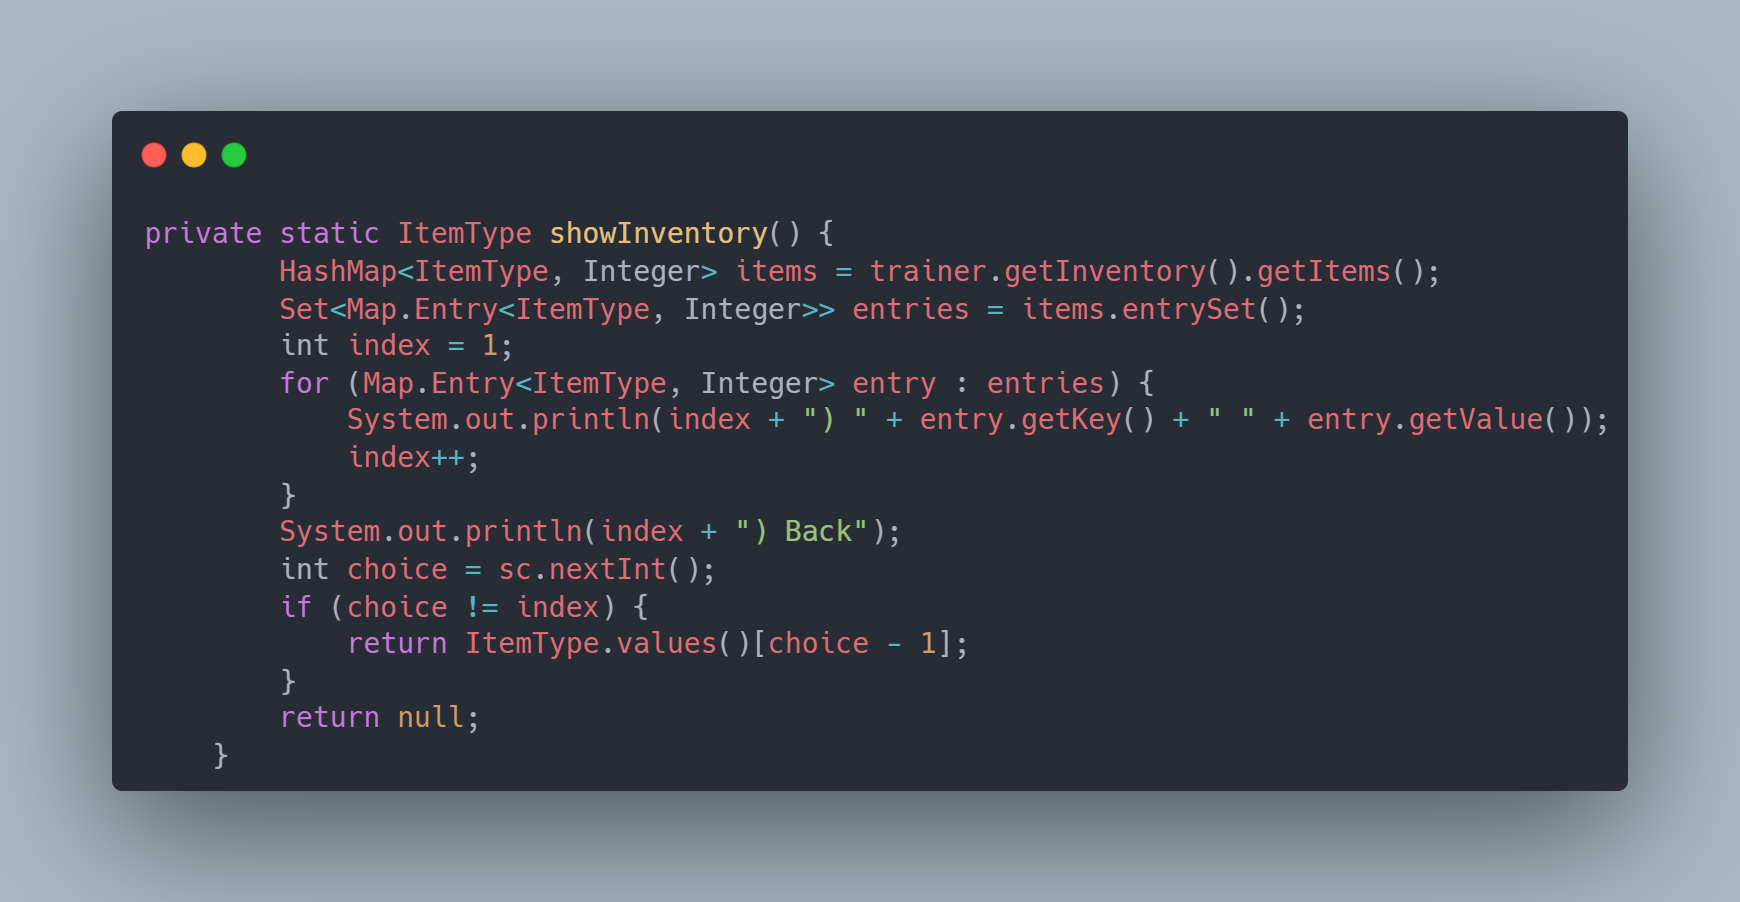 private static ItemType showInventory() {
        HashMap<ItemType, Integer> items = trainer.getInventory().getItems();
        Set<Map.Entry<ItemType, Integer>> entries = items.entrySet();
        int index = 1;
        for (Map.Entry<ItemType, Integer> entry : entries) {
            System.out.println(index + ") " + entry.getKey() + " " + entry.getValue());
            index++;
        }
        System.out.println(index + ") Back");
        int choice = sc.nextInt();
        if (choice != index) {
            return ItemType.values()[choice - 1];
        }
        return null;
    }